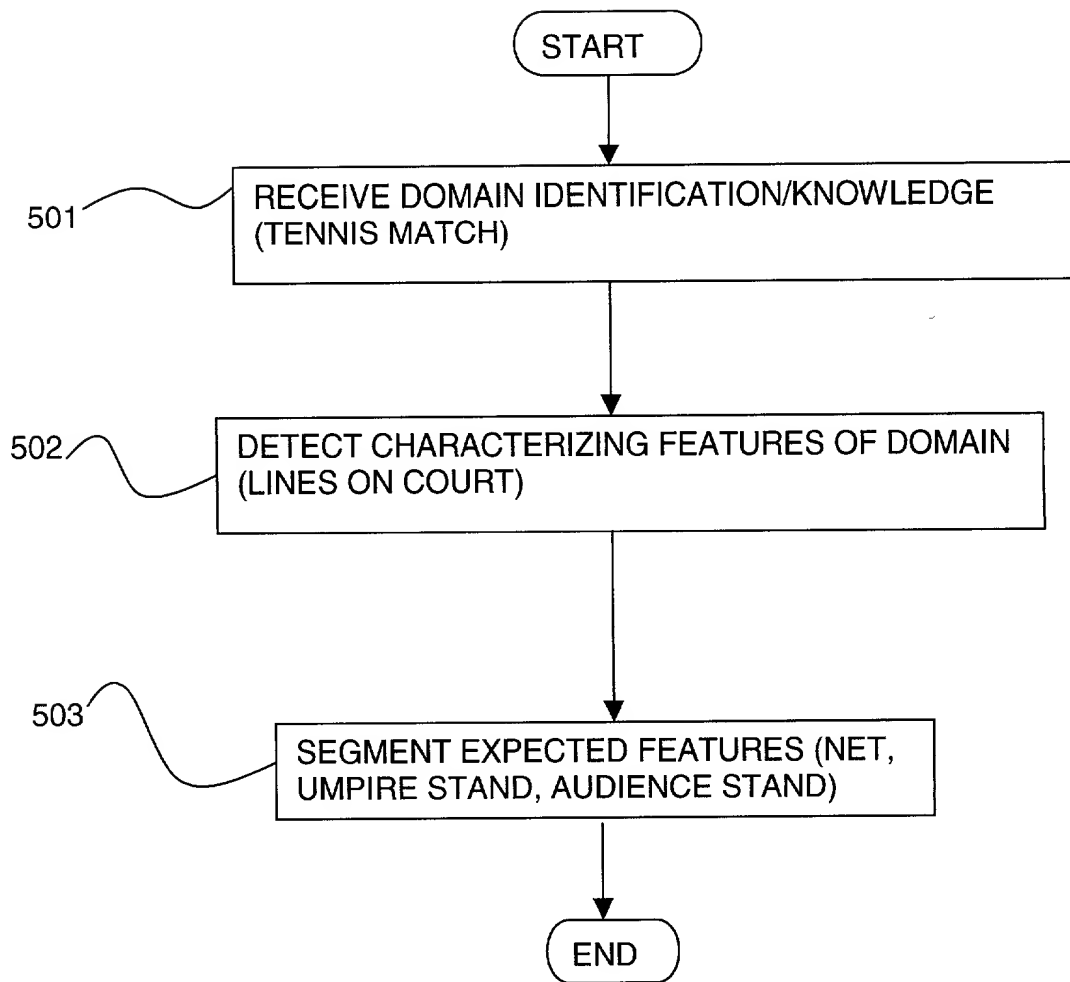 START
501
RECEIVE DOMAIN IDENTIFICATION/KNOWLEDGE
(TENNIS MATCH)
502
DETECT CHARACTERIZING FEATURES OF DOMAIN
(LINES ON COURT)
503
SEGMENT EXPECTED FEATURES (NET,
UMPIRE STAND, AUDIENCE STAND)
END